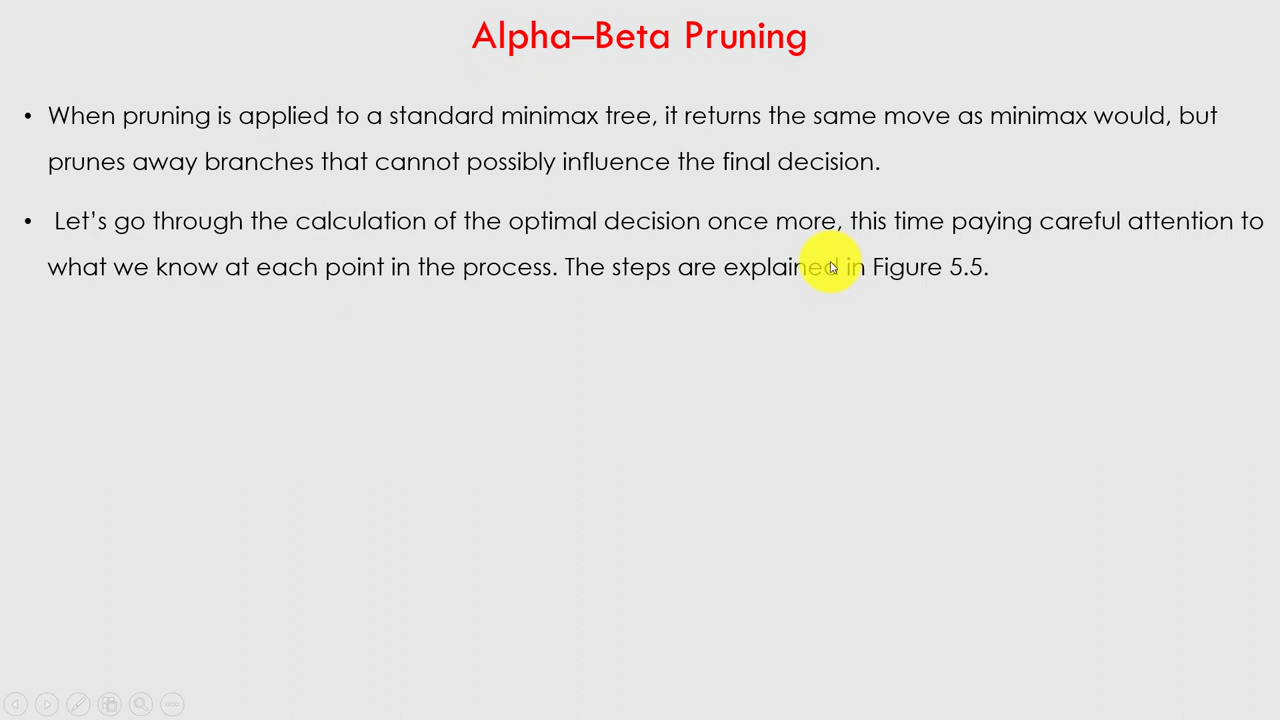 Alpha–Beta Pruning
• When pruning is applied to a standard minimax tree, it returns the same move as minimax would, but
prunes away branches that cannot possibly influence the final decision.
• Let’s go through the calculation of the optimal decision once more, this time paying careful attention to
what we know at each point in the process. The steps are explained in Figure 5.5.